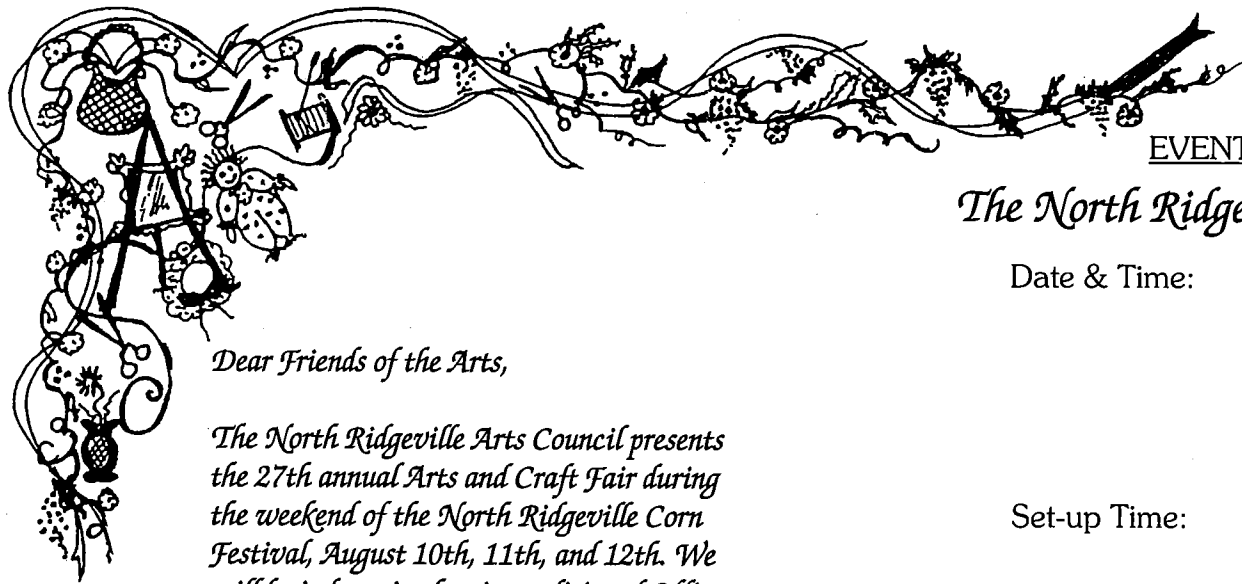 Dear Friends of the Arts,
The North Ridgeville Arts Council presents
the 27th annual Arts and Craft Fair during
the weekend of the North Ridgeville Corn
Festival, August 10th, 11th, and 12th. We
EVENT
The North Ridge
Date & Time:
Set-up Time: